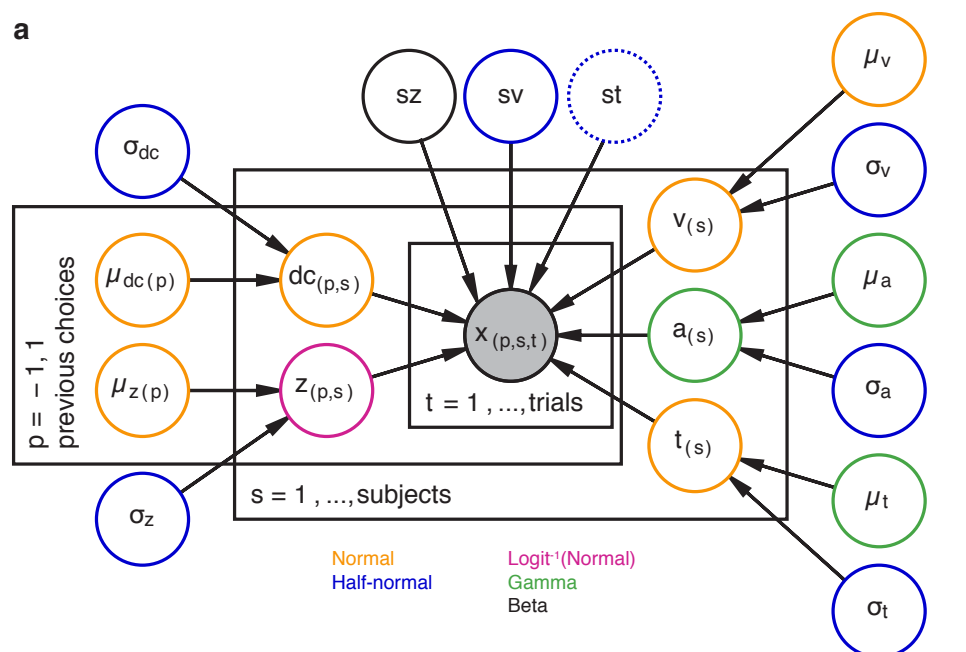 a
μv
sz
sv
st
σdc
σv
v(s)
μdc(p)
dc(p,s)
μa
x(p,s,t)
a(s)
μz(p)
z(p,s)
σa
t = 1 , ...,trials
p = − 1, 1
previous choices
t(s)
s = 1 , ...,subjects
μt
σz
Normal
Logit-1(Normal)
Half-normal
Gamma
Beta
σt